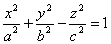 x²/a² + y²/b² − z²/c² = 1